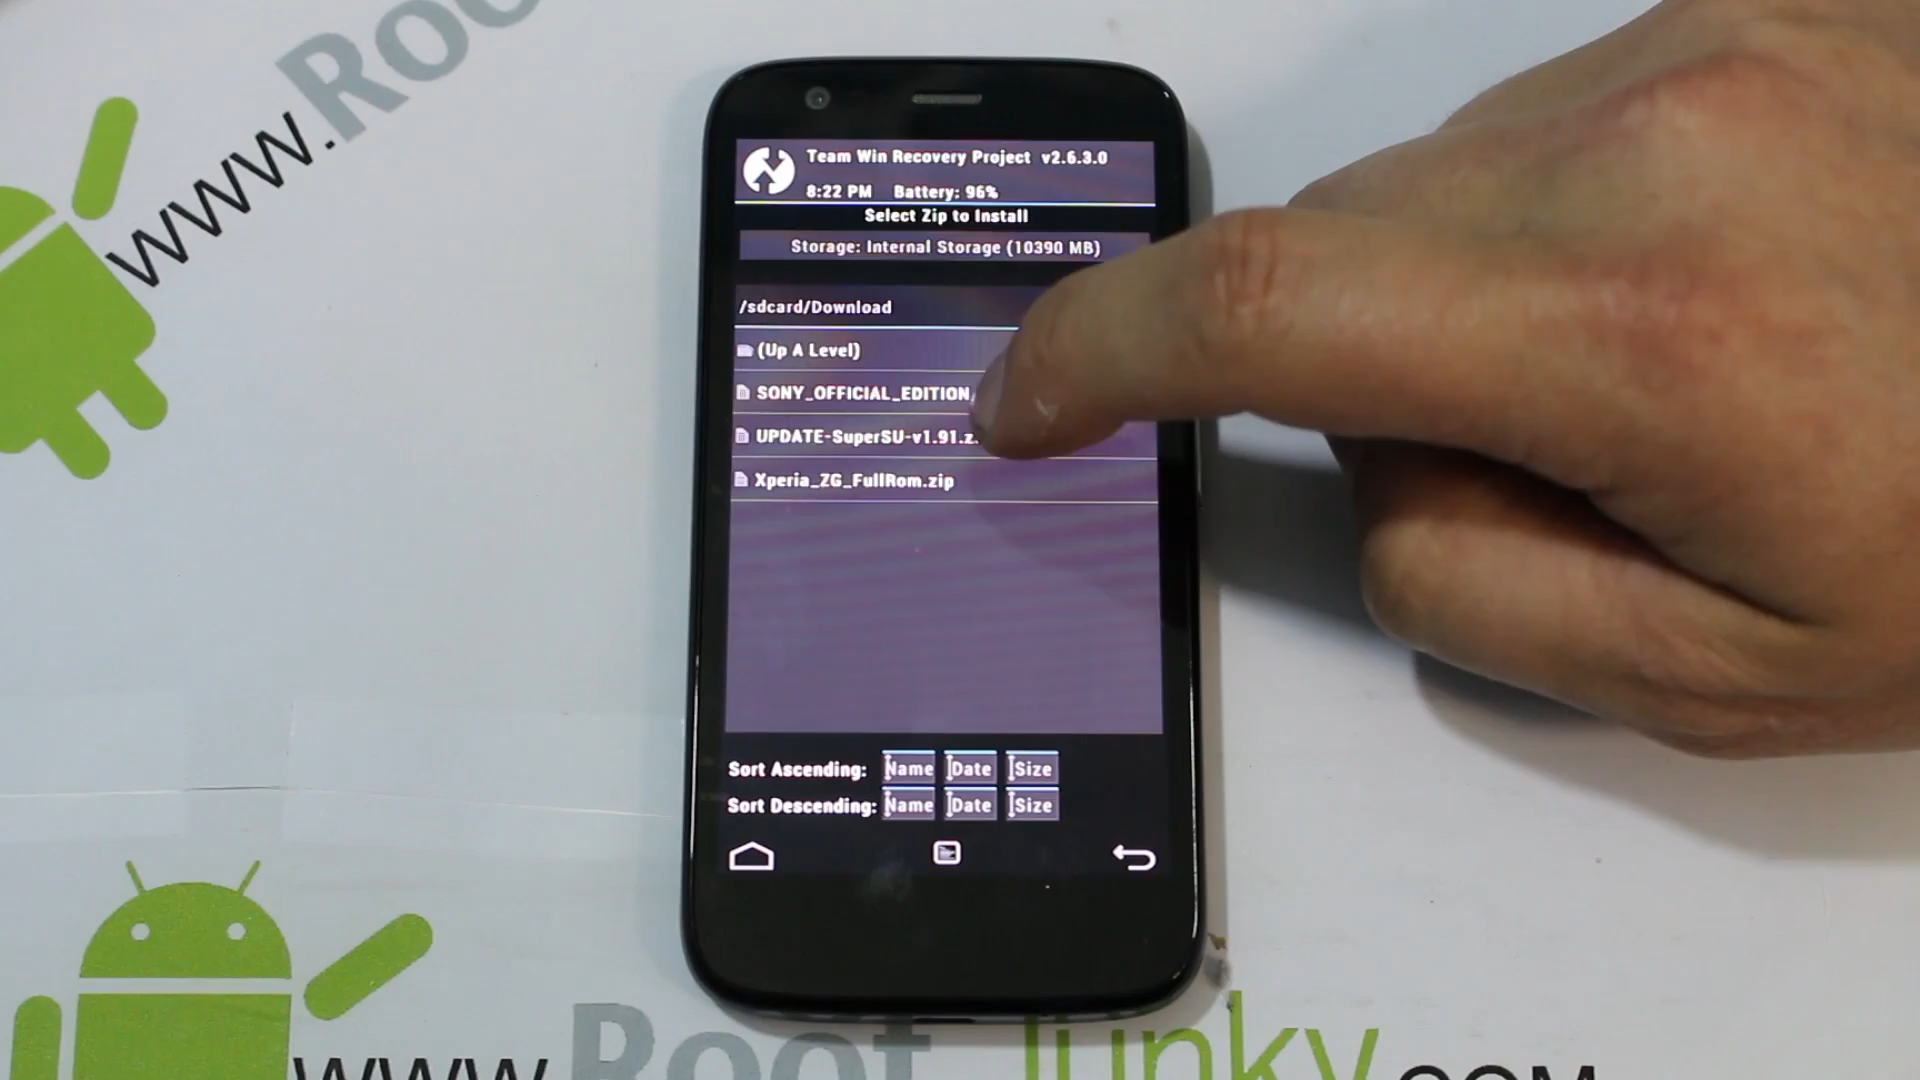 www.Roo
Team Win Recovery Project v2.6.3.0
8:22 PM Battery: 96%
Select Zip to Install
Storage: Internal Storage (10390 MB)
/sdcard/Download
(Up A Level)
SONY_OFFICIAL_EDITION
UPDATE-SuperSU-v1.91.z
Xperia_ZG_FullRom.zip
Sort Ascending: Name Date Size
Sort Descending: Name Date Size
www.Root Junky.com